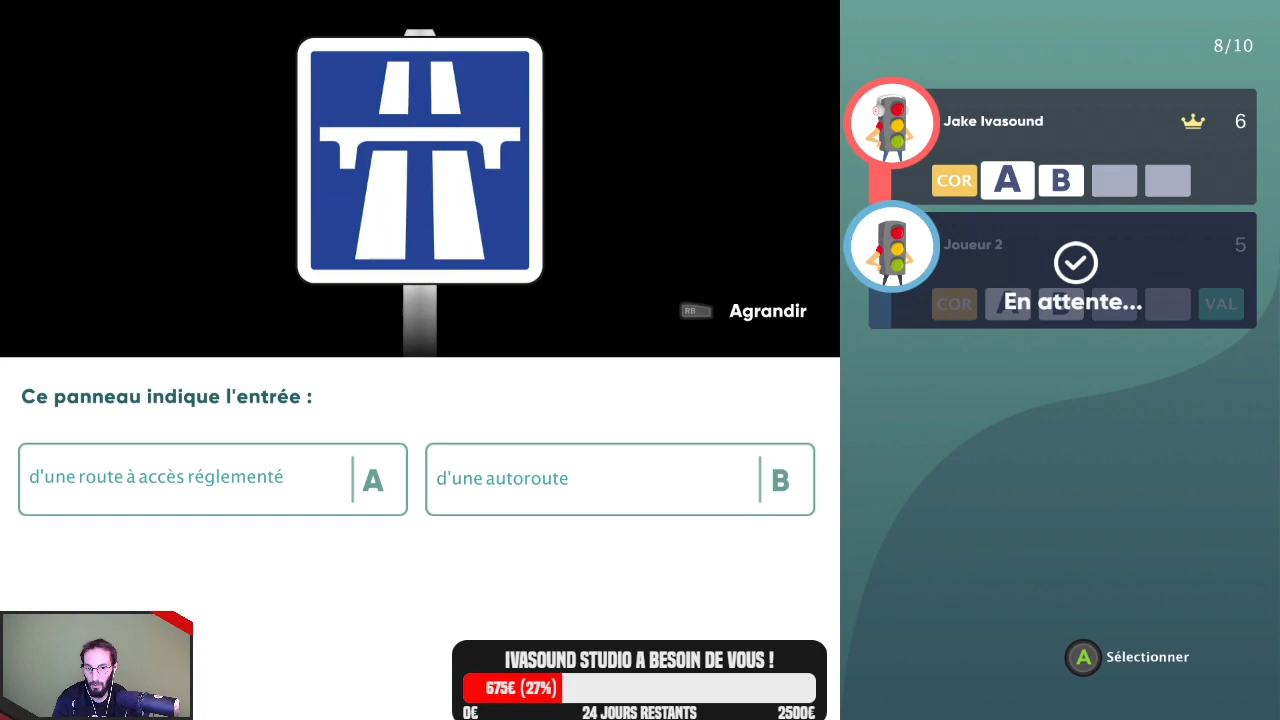 8/10
Jake Ivasound
6
COR
A
B
Joueur 2
5
COR
A
B
VAL
En attente...
RB
Agrandir
Ce panneau indique l'entrée :
d'une route à accès réglementé
A
d'une autoroute
B
IVASOUND STUDIO A BESOIN DE VOUS !
675€ (27%)
0€
24 JOURS RESTANTS
2500€
A
Sélectionner